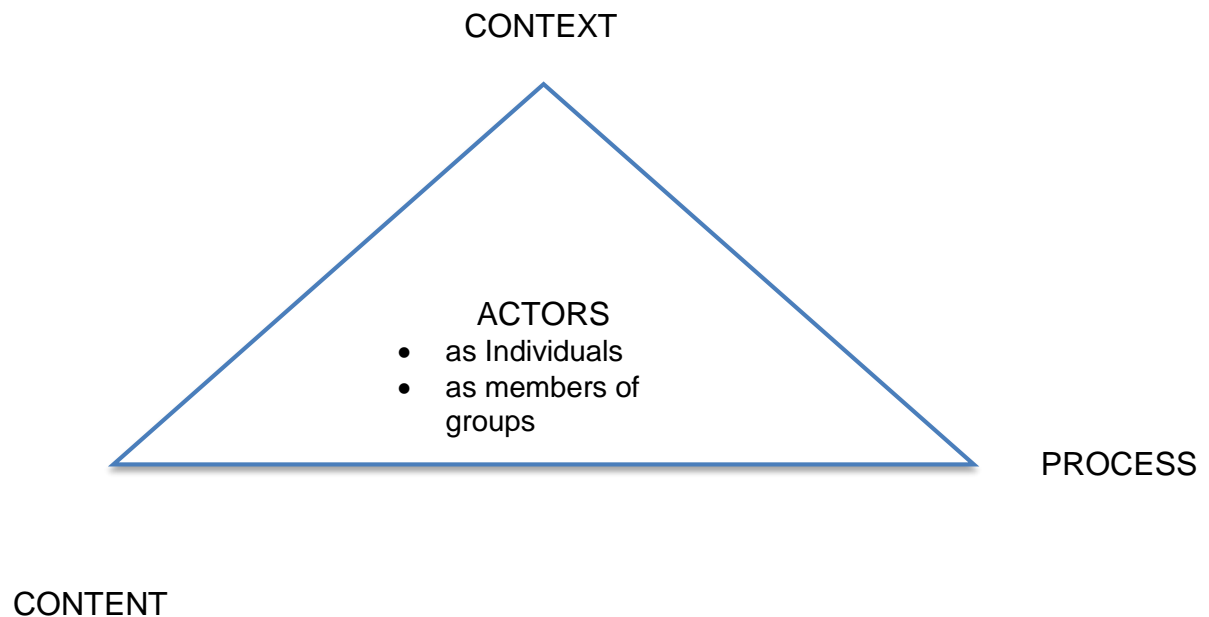 CONTEXT
ACTORS
• as Individuals
• as members of
groups
PROCESS
CONTENT